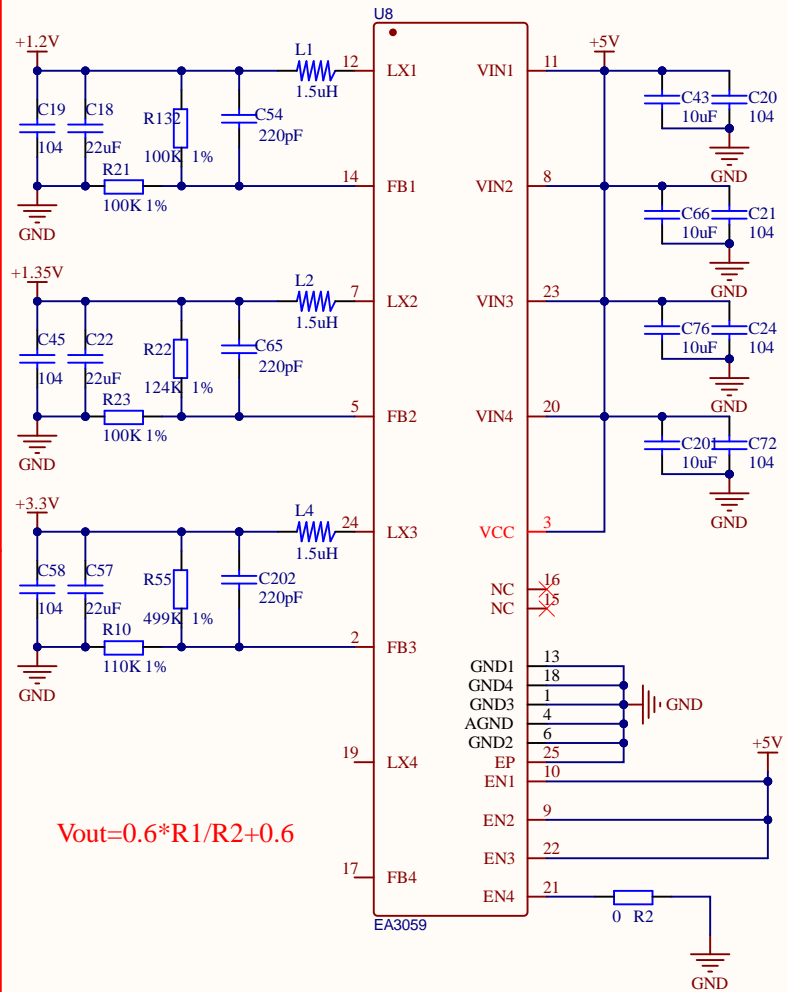 U8
+1.2V
+5V
L1
12
LX1
VIN1
11
1.5uH
C19
C18
R132
C54
C43
C20
104
22uF
220pF
10uF
104
100K 1%
R21
100K 1%
14
FB1
VIN2
8
GND
GND
C66
C21
10uF
104
GND
+1.35V
L2
7
LX2
VIN3
23
1.5uH
C45
C22
R22
C65
C76
C24
104
22uF
220pF
10uF
104
124K 1%
R23
100K 1%
5
FB2
VIN4
20
GND
GND
C201
C72
10uF
104
GND
+3.3V
L4
24
LX3
VCC
3
1.5uH
C58
C57
R55
C202
104
22uF
220pF
499K 1%
R10
110K 1%
2
FB3
GND
NC
16
NC
15
GND1
13
GND4
18
GND3
1
GND
AGND
4
GND2
6
EP
25
+5V
19
LX4
EN1
10
EN2
9
EN3
22
Vout=0.6*R1/R2+0.6
17
FB4
EN4
21
0 R2
EA3059
GND